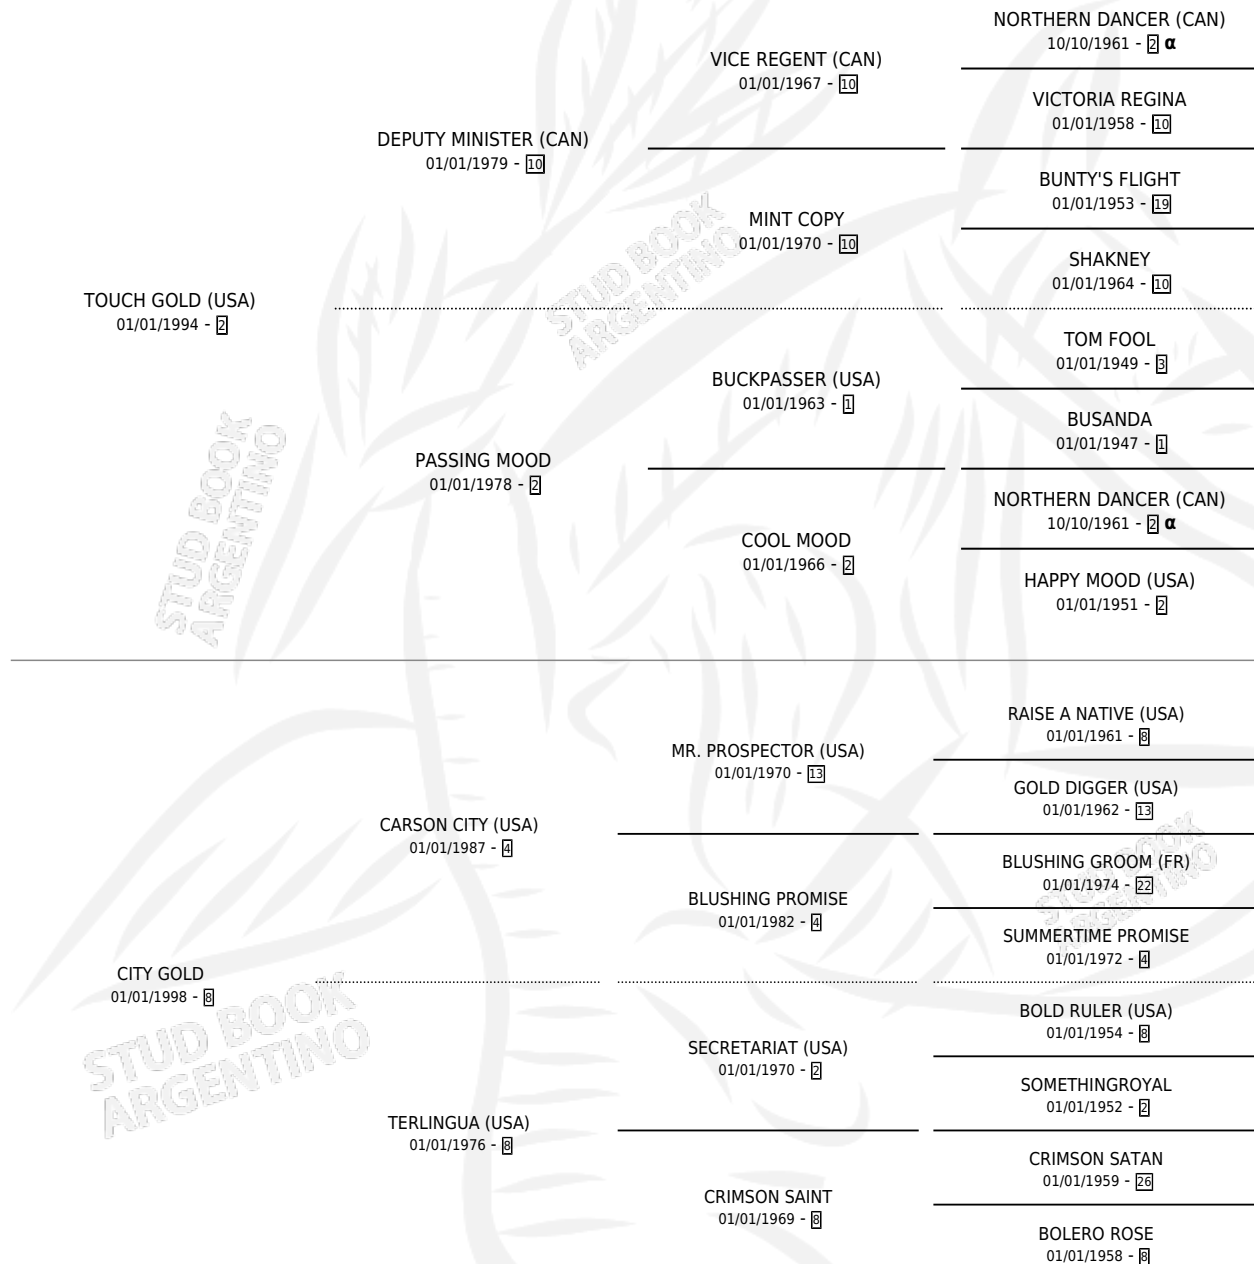 NORTHERN DANCER (CAN)
10/10/1961 - 2 α
VICE REGENT (CAN)
01/01/1967 - 10
VICTORIA REGINA
01/01/1958 - 10
DEPUTY MINISTER (CAN)
01/01/1979 - 10
BUNTY'S FLIGHT
01/01/1953 - 19
MINT COPY
01/01/1970 - 10
SHAKNEY
01/01/1964 - 10
TOUCH GOLD (USA)
01/01/1994 - 2
STUD BOOK
ARGENTINO
TOM FOOL
01/01/1949 - 3
BUCKPASSER (USA)
01/01/1963 - 1
BUSANDA
01/01/1947 - 1
PASSING MOOD
01/01/1978 - 2
STUD BOOK
ARGENTINO
NORTHERN DANCER (CAN)
10/10/1961 - 2 α
COOL MOOD
01/01/1966 - 2
HAPPY MOOD (USA)
01/01/1951 - 2
RAISE A NATIVE (USA)
01/01/1961 - 8
MR. PROSPECTOR (USA)
01/01/1970 - 13
GOLD DIGGER (USA)
01/01/1962 - 13
CARSON CITY (USA)
01/01/1987 - 4
BLUSHING GROOM (FR)
01/01/1974 - 22
STUD BOOK
ARGENTINO
BLUSHING PROMISE
01/01/1982 - 4
SUMMERTIME PROMISE
01/01/1972 - 4
CITY GOLD
01/01/1998 - 8
STUD BOOK
ARGENTINO
BOLD RULER (USA)
01/01/1954 - 8
SECRETARIAT (USA)
01/01/1970 - 2
SOMETHINGROYAL
01/01/1952 - 2
TERLINGUA (USA)
01/01/1976 - 8
CRIMSON SATAN
01/01/1959 - 26
CRIMSON SAINT
01/01/1969 - 8
BOLERO ROSE
01/01/1958 - 8